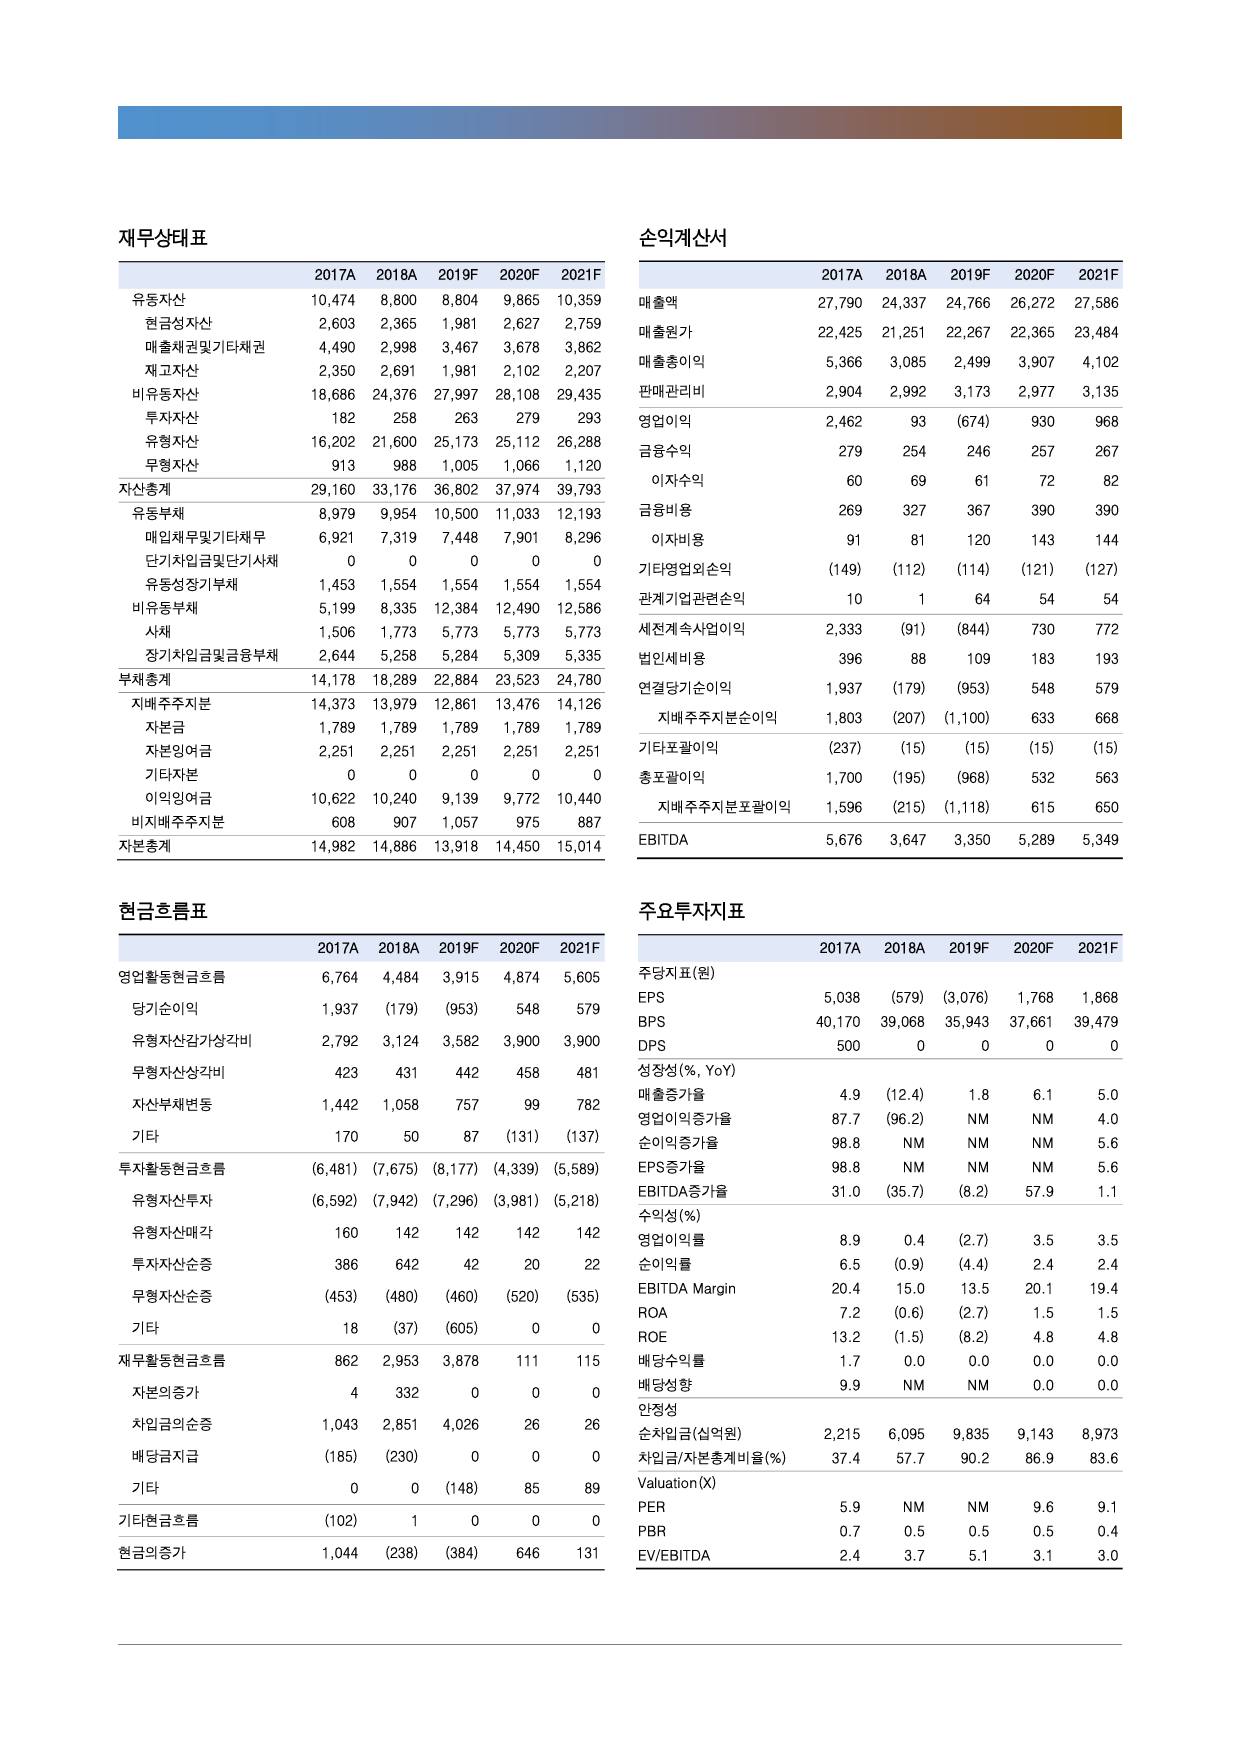 재무상태표
2017A 2018A 2019F 2020F 2021F
유동자산 10,474 8,800 8,804 9,865 10,359
현금성자산 2,603 2,365 1,981 2,627 2,759
매출채권및기타채권 4,490 2,998 3,467 3,678 3,862
재고자산 2,350 2,691 1,981 2,102 2,207
비유동자산 18,686 24,376 27,997 28,108 29,435
투자자산 182 258 263 279 293
유형자산 16,202 21,600 25,173 25,112 26,288
무형자산 913 988 1,005 1,066 1,120
자산총계 29,160 33,176 36,802 37,974 39,793
유동부채 8,979 9,954 10,500 11,033 12,193
매입채무및기타채무 6,921 7,319 7,448 7,901 8,296
단기차입금및단기사채 0 0 0 0 0
유동성장기부채 1,453 1,554 1,554 1,554 1,554
비유동부채 5,199 8,335 12,384 12,490 12,586
사채 1,506 1,773 5,773 5,773 5,773
장기차입금및금융부채 2,644 5,258 5,284 5,309 5,335
부채총계 14,178 18,289 22,884 23,523 24,780
지배주주지분 14,373 13,979 12,861 13,476 14,126
자본금 1,789 1,789 1,789 1,789 1,789
자본잉여금 2,251 2,251 2,251 2,251 2,251
기타자본 0 0 0 0 0
이익잉여금 10,622 10,240 9,139 9,772 10,440
비지배주주지분 608 907 1,057 975 887
자본총계 14,982 14,886 13,918 14,450 15,014
손익계산서
2017A 2018A 2019F 2020F 2021F
매출액 27,790 24,337 24,766 26,272 27,586
매출원가 22,425 21,251 22,267 22,365 23,484
매출총이익 5,366 3,085 2,499 3,907 4,102
판매관리비 2,904 2,992 3,173 2,977 3,135
영업이익 2,462 93 (674) 930 968
금융수익 279 254 246 257 267
이자수익 60 69 61 72 82
금융비용 269 327 367 390 390
이자비용 91 81 120 143 144
기타영업외손익 (149) (112) (114) (121) (127)
관계기업관련손익 10 1 64 54 54
세전계속사업이익 2,333 (91) (844) 730 772
법인세비용 396 88 109 183 193
연결당기순이익 1,937 (179) (953) 548 579
지배주주지분순이익 1,803 (207) (1,100) 633 668
기타포괄이익 (237) (15) (15) (15) (15)
총포괄이익 1,700 (195) (968) 532 563
지배주주지분포괄이익 1,596 (215) (1,118) 615 650
EBITDA 5,676 3,647 3,350 5,289 5,349
현금흐름표
2017A 2018A 2019F 2020F 2021F
영업활동현금흐름 6,764 4,484 3,915 4,874 5,605
당기순이익 1,937 (179) (953) 548 579
유형자산감가상각비 2,792 3,124 3,582 3,900 3,900
무형자산상각비 423 431 442 458 481
자산부채변동 1,442 1,058 757 99 782
기타 170 50 87 (131) (137)
투자활동현금흐름 (6,481) (7,675) (8,177) (4,339) (5,589)
유형자산투자 (6,592) (7,942) (7,296) (3,981) (5,218)
유형자산매각 160 142 142 142 142
투자자산순증 386 642 42 20 22
무형자산순증 (453) (480) (460) (520) (535)
기타 18 (37) (605) 0 0
재무활동현금흐름 862 2,953 3,878 111 115
자본의증가 4 332 0 0 0
차입금의순증 1,043 2,851 4,026 26 26
배당금지급 (185) (230) 0 0 0
기타 0 0 (148) 85 89
기타현금흐름 (102) 1 0 0 0
현금의증가 1,044 (238) (384) 646 131
주요투자지표
2017A 2018A 2019F 2020F 2021F
주당지표(원)
EPS 5,038 (579) (3,076) 1,768 1,868
BPS 40,170 39,068 35,943 37,661 39,479
DPS 500 0 0 0 0
성장성(%, YoY)
매출증가율 4.9 (12.4) 1.8 6.1 5.0
영업이익증가율 87.7 (96.2) NM NM 4.0
순이익증가율 98.8 NM NM NM 5.6
EPS증가율 98.8 NM NM NM 5.6
EBITDA증가율 31.0 (35.7) (8.2) 57.9 1.1
수익성(%)
영업이익률 8.9 0.4 (2.7) 3.5 3.5
순이익률 6.5 (0.9) (4.4) 2.4 2.4
EBITDA Margin 20.4 15.0 13.5 20.1 19.4
ROA 7.2 (0.6) (2.7) 1.5 1.5
ROE 13.2 (1.5) (8.2) 4.8 4.8
배당수익률 1.7 0.0 0.0 0.0 0.0
배당성향 9.9 NM NM 0.0 0.0
안정성
순차입금(십억원) 2,215 6,095 9,835 9,143 8,973
차입금/자본총계비율(%) 37.4 57.7 90.2 86.9 83.6
Valuation(X)
PER 5.9 NM NM 9.6 9.1
PBR 0.7 0.5 0.5 0.5 0.4
EV/EBITDA 2.4 3.7 5.1 3.1 3.0